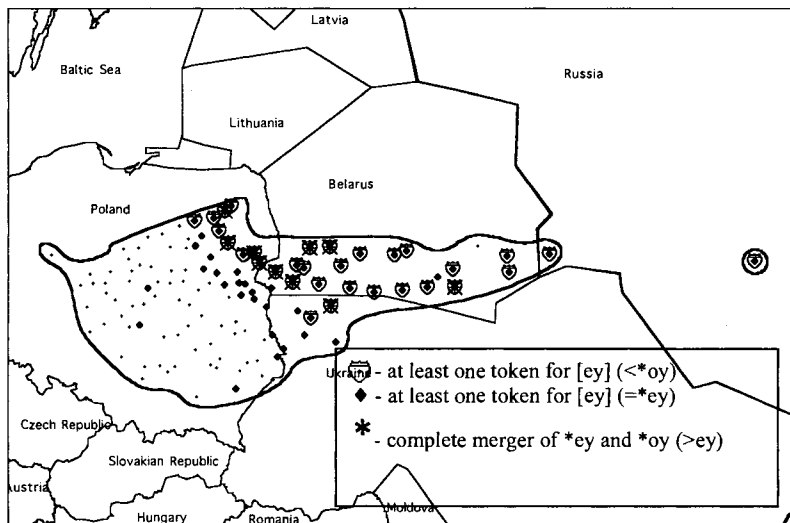 Latvia
Baltic Sea
Russia
Lithuania
Belarus
Poland
- at least one token for [ey] (<*oy)
Ukraine
- at least one token for [ey] (=*ey)
Czech Republic
- complete merger of *ey and *oy (>ey)
Slovakian Republic
Austria
Moldova
Hungary
Romania